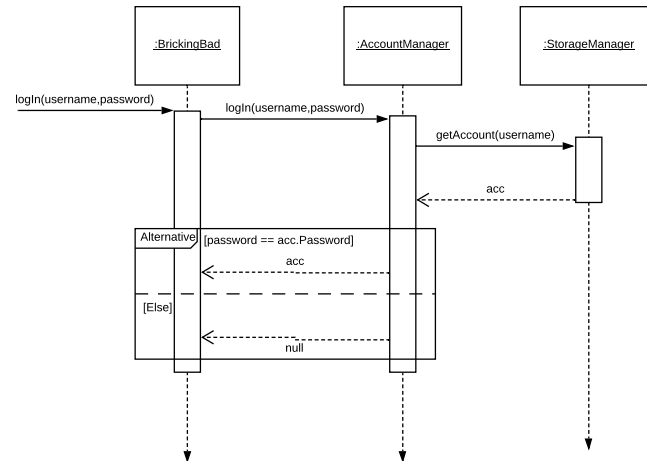 :BrickingBad
:AccountManager
:StorageManager
logIn(username,password)
logIn(username,password)
getAccount(username)
acc
Alternative
[password == acc.Password]
acc
[Else]
null